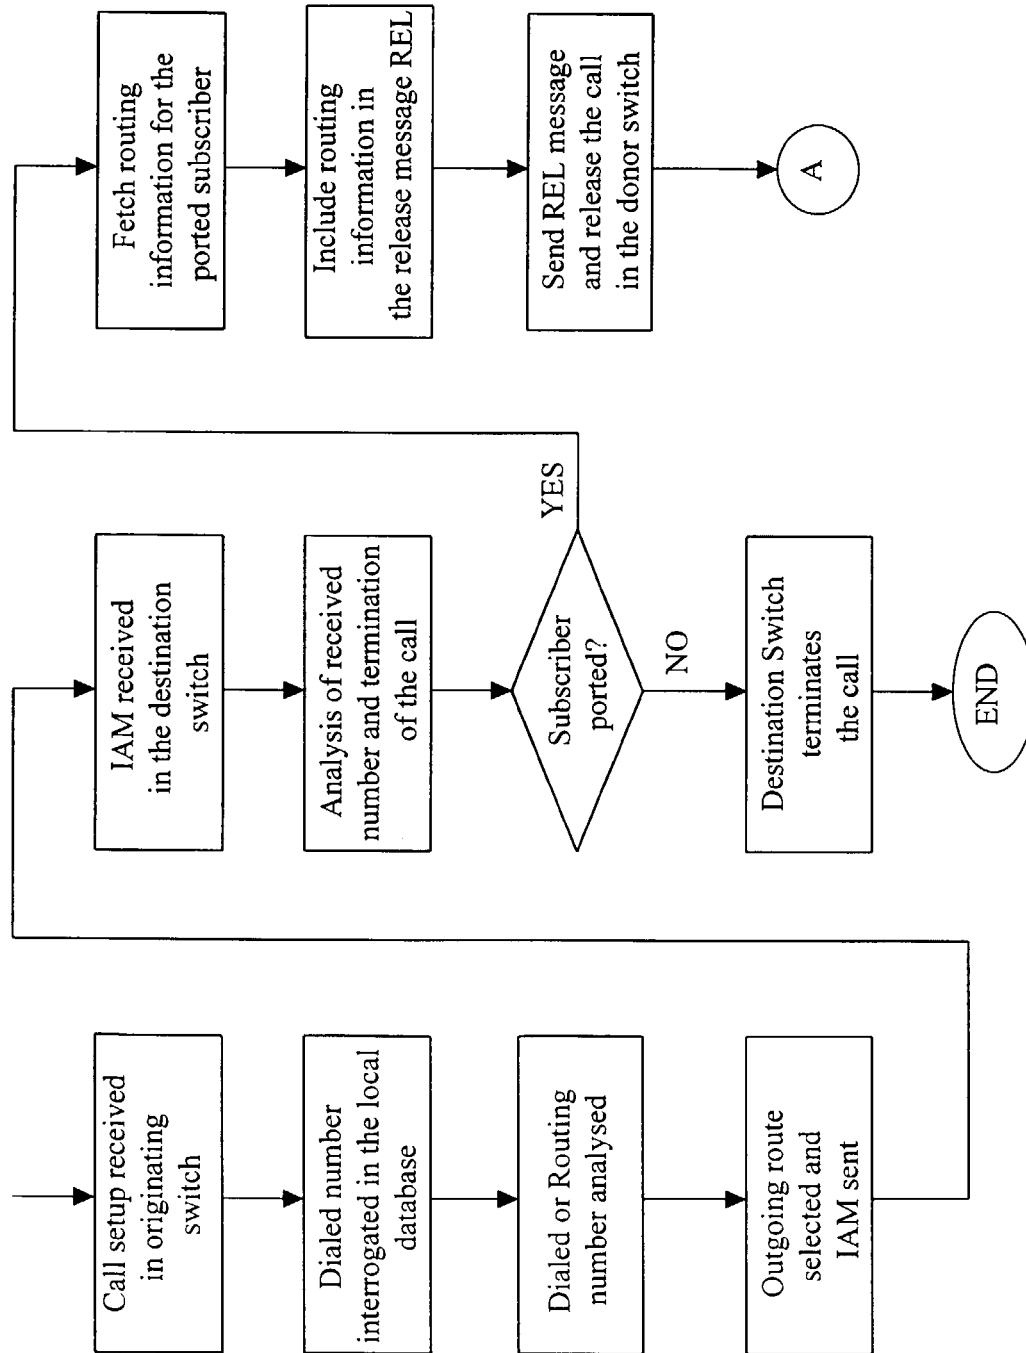 Call setup received
in originating
switch
Dialed number
interrogated in the local
database
Dialed or Routing
number analysed
Outgoing route
selected and
IAM sent
IAM received
in the destination
switch
Analysis of received
number and termination
of the call
Subscriber
ported?
YES
NO
Destination Switch
terminates
the call
END
Fetch routing
information for the
ported subscriber
Include routing
information in
the release message REL
Send REL message
and release the call
in the donor switch
A